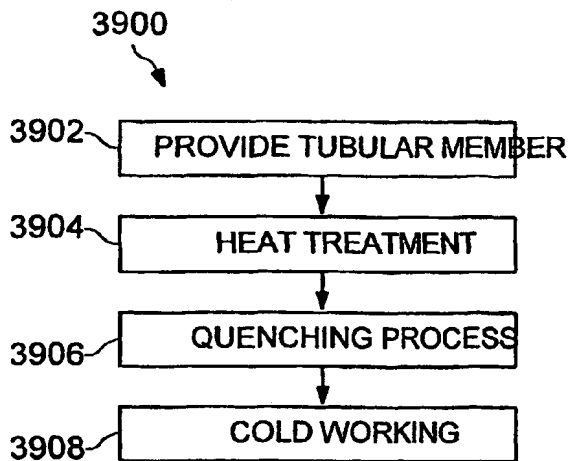 3900
3902 PROVIDE TUBULAR MEMBER
3904 HEAT TREATMENT
3906 QUENCHING PROCESS
3908 COLD WORKING